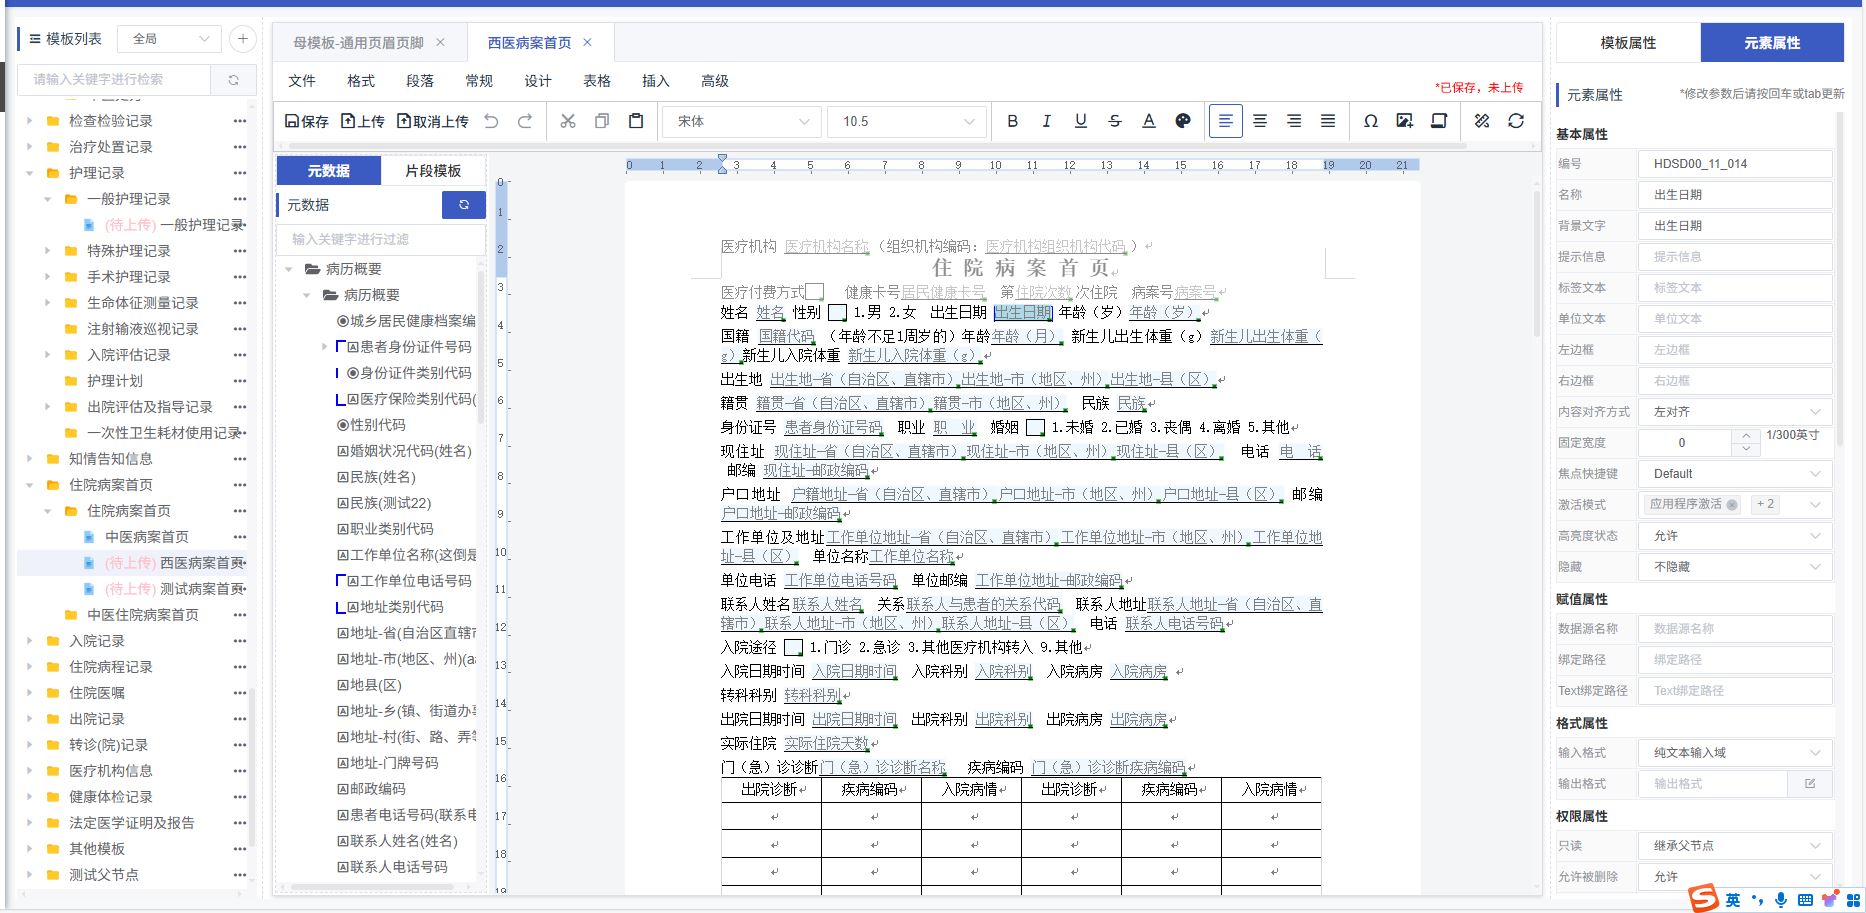 模板列表 全局
请输入关键字进行检索
检查检验记录
治疗处置记录
护理记录
一般护理记录
(待上传) 一般护理记录
特殊护理记录
手术护理记录
生命体征测量记录
注射输液巡视记录
入院评估记录
护理计划
出院评估及指导记录
一次性卫生耗材使用记录
知情告知信息
住院病案首页
住院病案首页
中医病案首页
(待上传) 西医病案首页
(待上传) 测试病案首页
中医住院病案首页
入院记录
住院病程记录
住院医嘱
出院记录
转诊(院)记录
医疗机构信息
健康体检记录
法定医学证明及报告
其他模板
测试父节点
母模板-通用页眉页脚 × 西医病案首页 ×
文件 格式 段落 常规 设计 表格 插入 高级
*已保存，未上传
保存 上传 取消上传 宋体 10.5 B I U S A Ω
元数据 片段模板
元数据
输入关键字进行过滤
病历概要
病历概要
城乡居民健康档案编
患者身份证件号码
身份证件类别代码
医疗保险类别代码(
性别代码
婚姻状况代码(姓名)
民族(姓名)
民族(测试22)
职业类别代码
工作单位名称(这倒是
工作单位电话号码
地址类别代码
地址-省(自治区直辖市
地址-市(地区、州)(aa
地县(区)
地址-乡(镇、街道办事
地址-村(街、路、弄等
地址-门牌号码
邮政编码
患者电话号码(联系电
联系人姓名(姓名)
联系人电话号码
0 1 2 3 4 5 6 7 8 9 10 11 12 13 14 15 16 17 18 19 20 21
0
1
2
3
4
5
6
7
8
9
10
11
12
13
14
15
16
17
18
19
医疗机构 医疗机构名称 （组织机构编码：医疗机构组织机构代码）
住院病案首页
医疗付费方式 健康卡号居民健康卡号 第住院次数次住院 病案号病案号
姓名 姓名 性别 1.男 2.女 出生日期 出生日期 年龄（岁）年龄（岁）
国籍 国籍代码 （年龄不足1周岁的）年龄年龄（月） 新生儿出生体重（g）新生儿出生体重（
g）新生儿入院体重 新生儿入院体重（g）
出生地 出生地-省（自治区、直辖市）出生地-市（地区、州）出生地-县（区）
籍贯 籍贯-省（自治区、直辖市）籍贯-市（地区、州） 民族 民族
身份证号 患者身份证号码 职业 职 业 婚姻 1.未婚 2.已婚 3.丧偶 4.离婚 5.其他
现住址 现住址-省（自治区、直辖市）现住址-市（地区、州）现住址-县（区） 电话 电 话
邮编 现住址-邮政编码
户口地址 户籍地址-省（自治区、直辖市）户口地址-市（地区、州）户口地址-县（区） 邮编
户口地址-邮政编码
工作单位及地址工作单位地址-省（自治区、直辖市）工作单位地址-市（地区、州）工作单位地
址-县（区） 单位名称工作单位名称
单位电话 工作单位电话号码 单位邮编 工作单位地址-邮政编码
联系人姓名联系人姓名 关系联系人与患者的关系代码 联系人地址联系人地址-省（自治区、直
辖市）联系人地址-市（地区、州）联系人地址-县（区） 电话 联系人电话号码
入院途径 1.门诊 2.急诊 3.其他医疗机构转入 9.其他
入院日期时间 入院日期时间 入院科别 入院科别 入院病房 入院病房
转科科别 转科科别
出院日期时间 出院日期时间 出院科别 出院科别 出院病房 出院病房
实际住院 实际住院天数
门（急）诊诊断门（急）诊诊断名称 疾病编码 门（急）诊诊断疾病编码
出院诊断 疾病编码 入院病情 出院诊断 疾病编码 入院病情
模板属性 元素属性
元素属性 *修改参数后请按回车或tab更新
基本属性
编号 HDSD00_11_014
名称 出生日期
背景文字 出生日期
提示信息 提示信息
标签文本 标签文本
单位文本 单位文本
左边框 左边框
右边框 右边框
内容对齐方式 左对齐
固定宽度 0 1/300英寸
焦点快捷键 Default
激活模式 应用程序激活 + 2
高亮度状态 允许
隐藏 不隐藏
赋值属性
数据源名称 数据源名称
绑定路径 绑定路径
Text绑定路径 Text绑定路径
格式属性
输入格式 纯文本输入域
输出格式 输出格式
权限属性
只读 继承父节点
允许被删除 允许
S 英